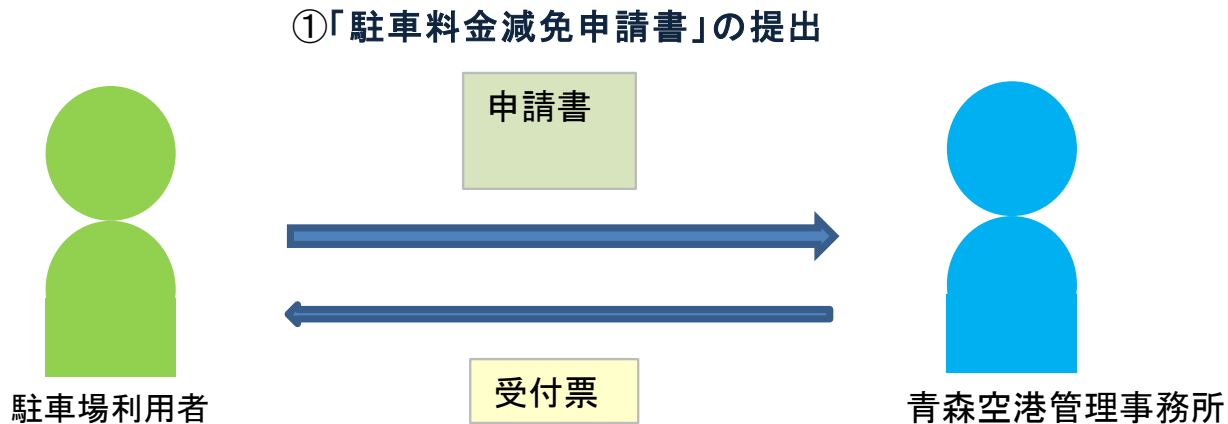 ①「駐車料金減免申請書」の提出
申請書
受付票
駐車場利用者
青森空港管理事務所